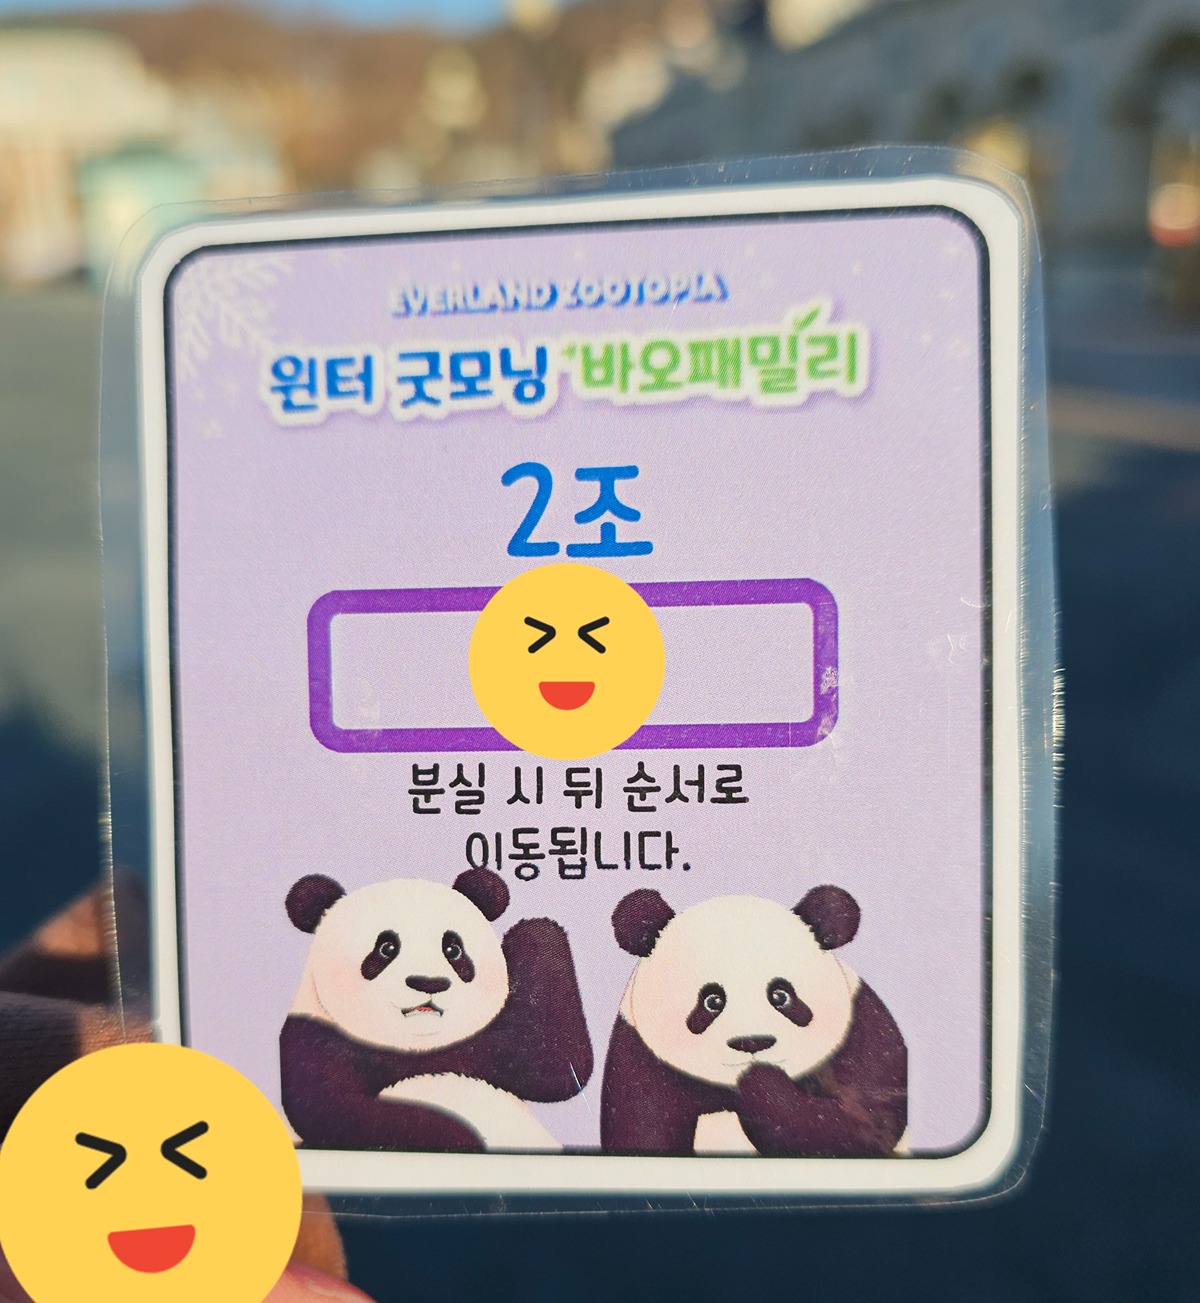 EVERLAND ZOOTOPIA
윈터 굿모닝 바오패밀리
2조
분실 시 뒤 순서로
이동됩니다.